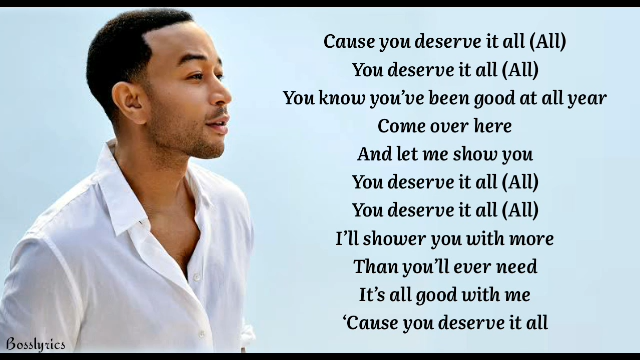 Cause you deserve it all (All)
You deserve it all (All)
You know you've been good at all year
Come over here
And let me show you
You deserve it all (All)
You deserve it all (All)
I'll shower you with more
Than you'll ever need
It's all good with me
‘Cause you deserve it all
Bosslyrics